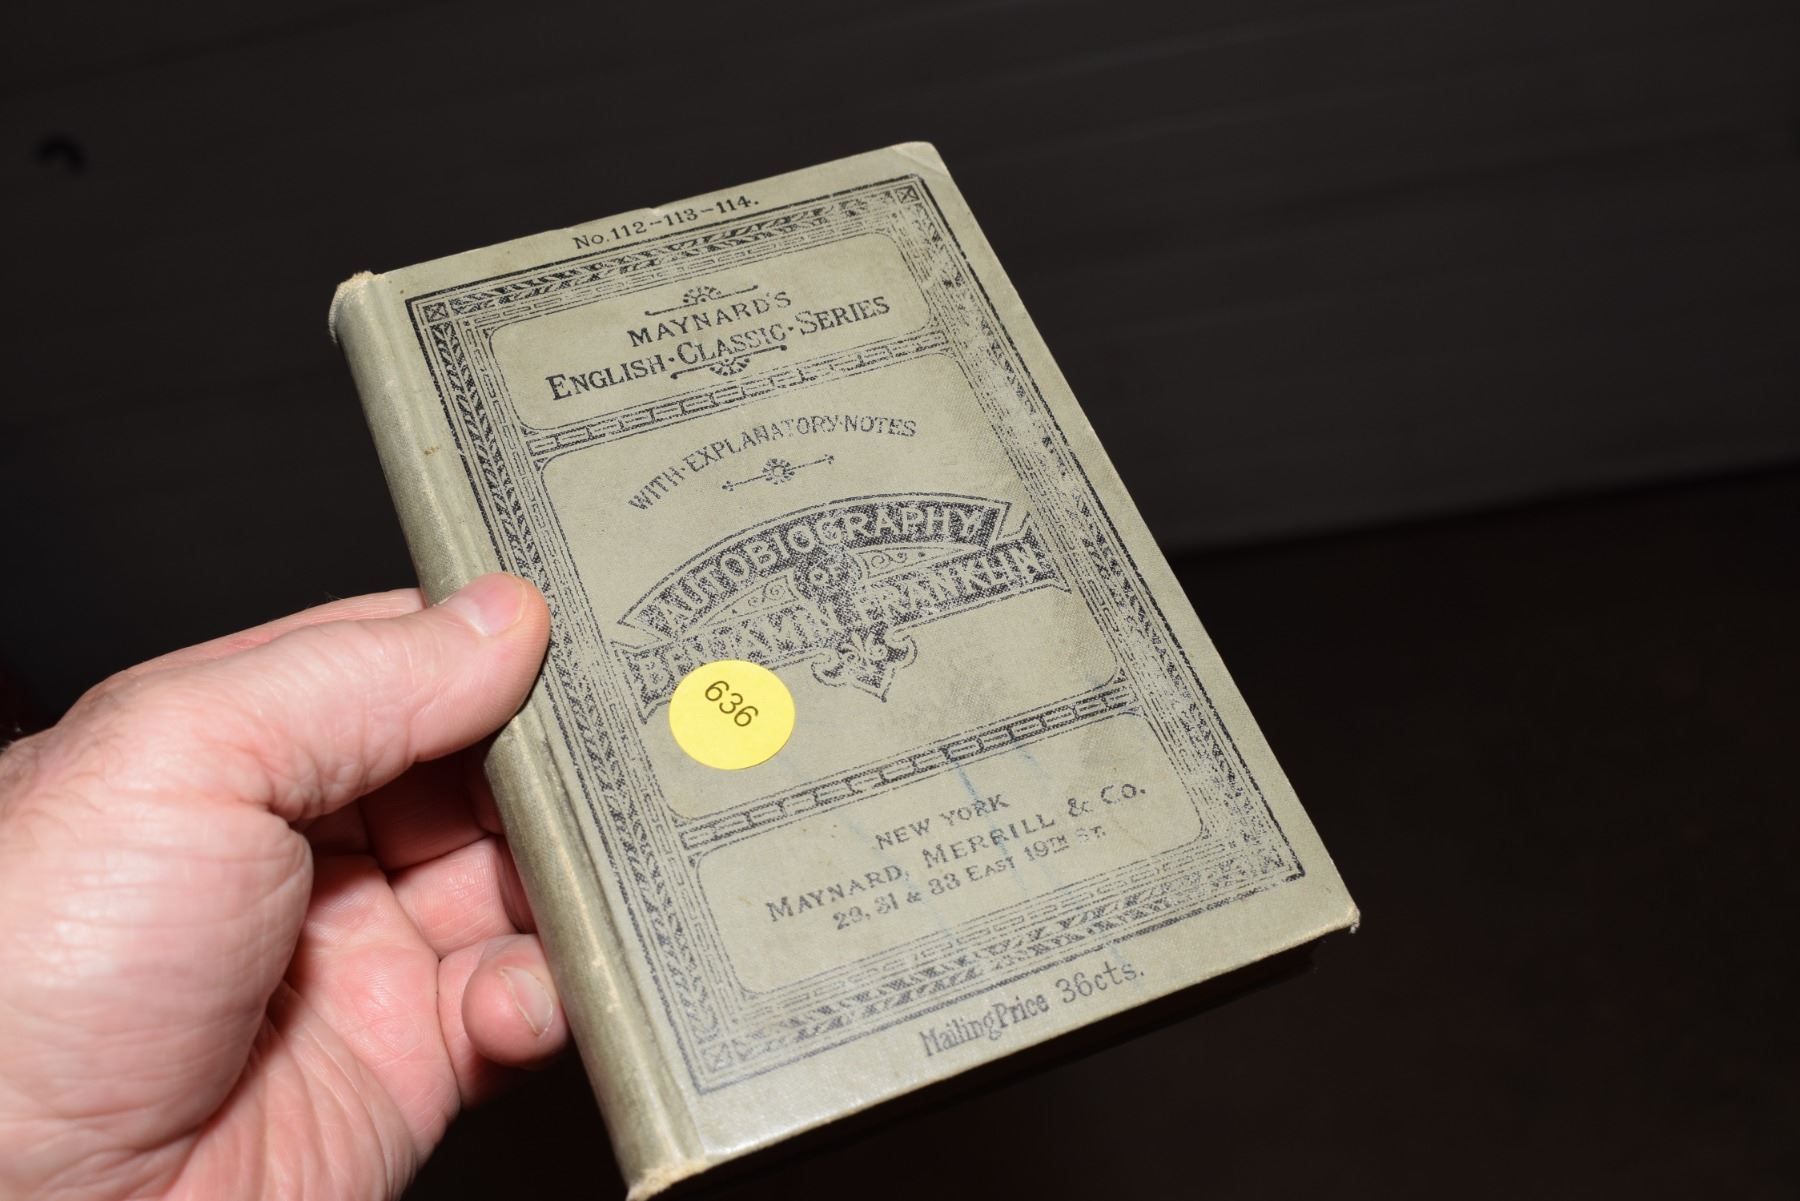 No.112-113-114.
MAYNARD'S
ENGLISH·CLASSIC·SERIES
WITH·EXPLANATORY·NOTES
AUTOBIOGRAPHY
OF
BENJAMIN FRANKLIN
636
NEW YORK
MAYNARD, MERRILL & CO.
29, 31 & 33 EAST 19TH ST.
Mailing Price 36cts.